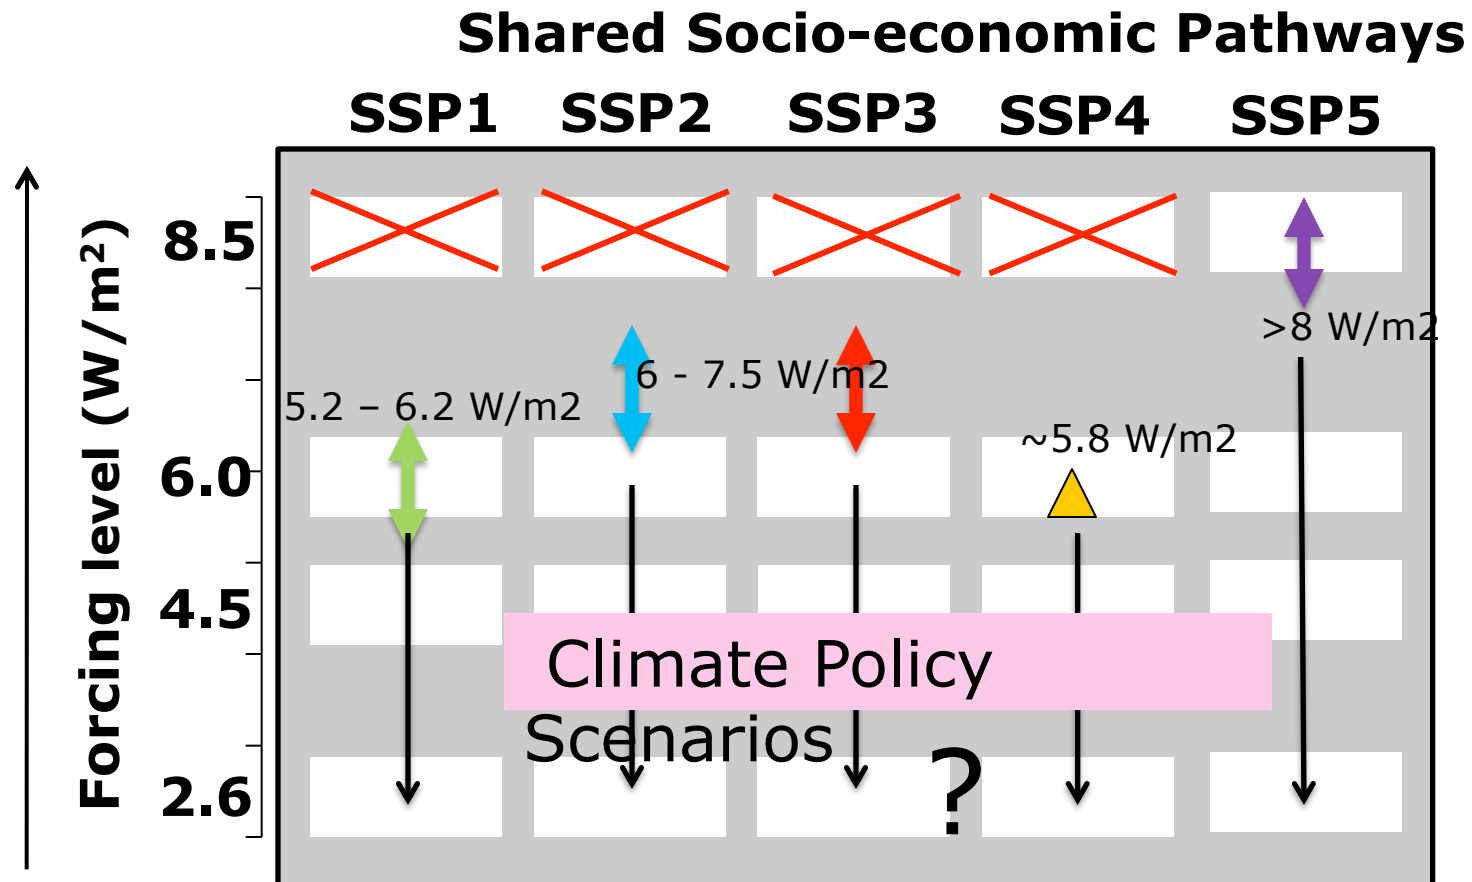 Shared Socio-economic Pathways
SSP1 SSP2 SSP3 SSP4 SSP5
Forcing level (W/m²)
8.5
>8 W/m2
6 - 7.5 W/m2
5.2 – 6.2 W/m2
~5.8 W/m2
6.0
4.5
Climate Policy
Scenarios
?
2.6